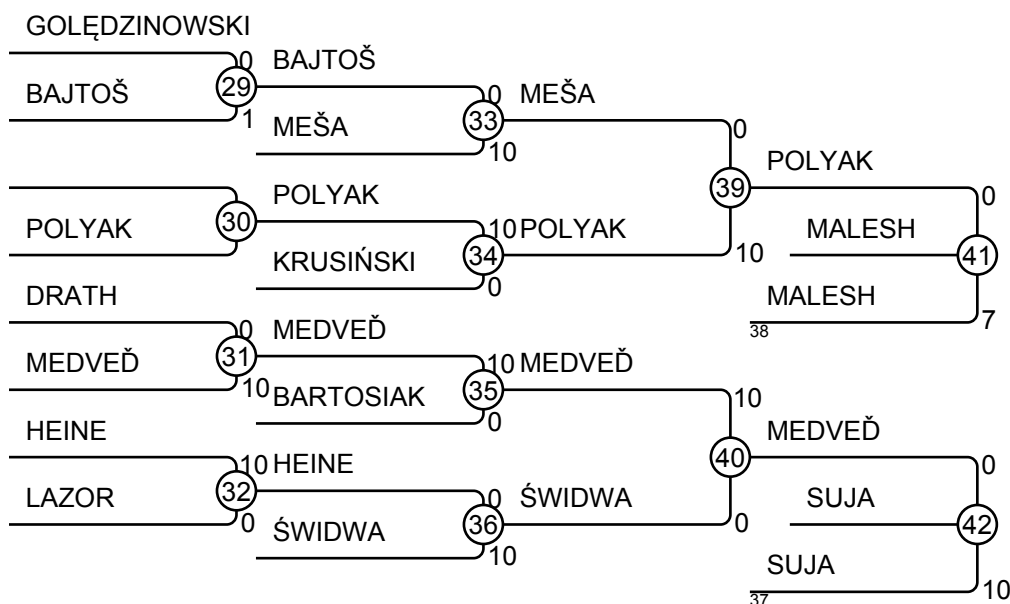 GOLĘDZINOWSKI
0 BAJTOŠ
29
BAJTOŠ 0 MEŠA
1 MEŠA 33
10 0
POLYAK
POLYAK 39
POLYAK 30 10 POLYAK 0
KRUSIŃSKI 34 10 MALESH 41
DRATH 0 MALESH
0 MEDVEĎ 38 7
MEDVEĎ 31 10 MEDVEĎ
10 BARTOSIAK 35 10
HEINE 0 MEDVEĎ
10 HEINE 40
LAZOR 32 0 ŚWIDWA 0
0 ŚWIDWA 36 0 SUJA 42
10 SUJA
37 10